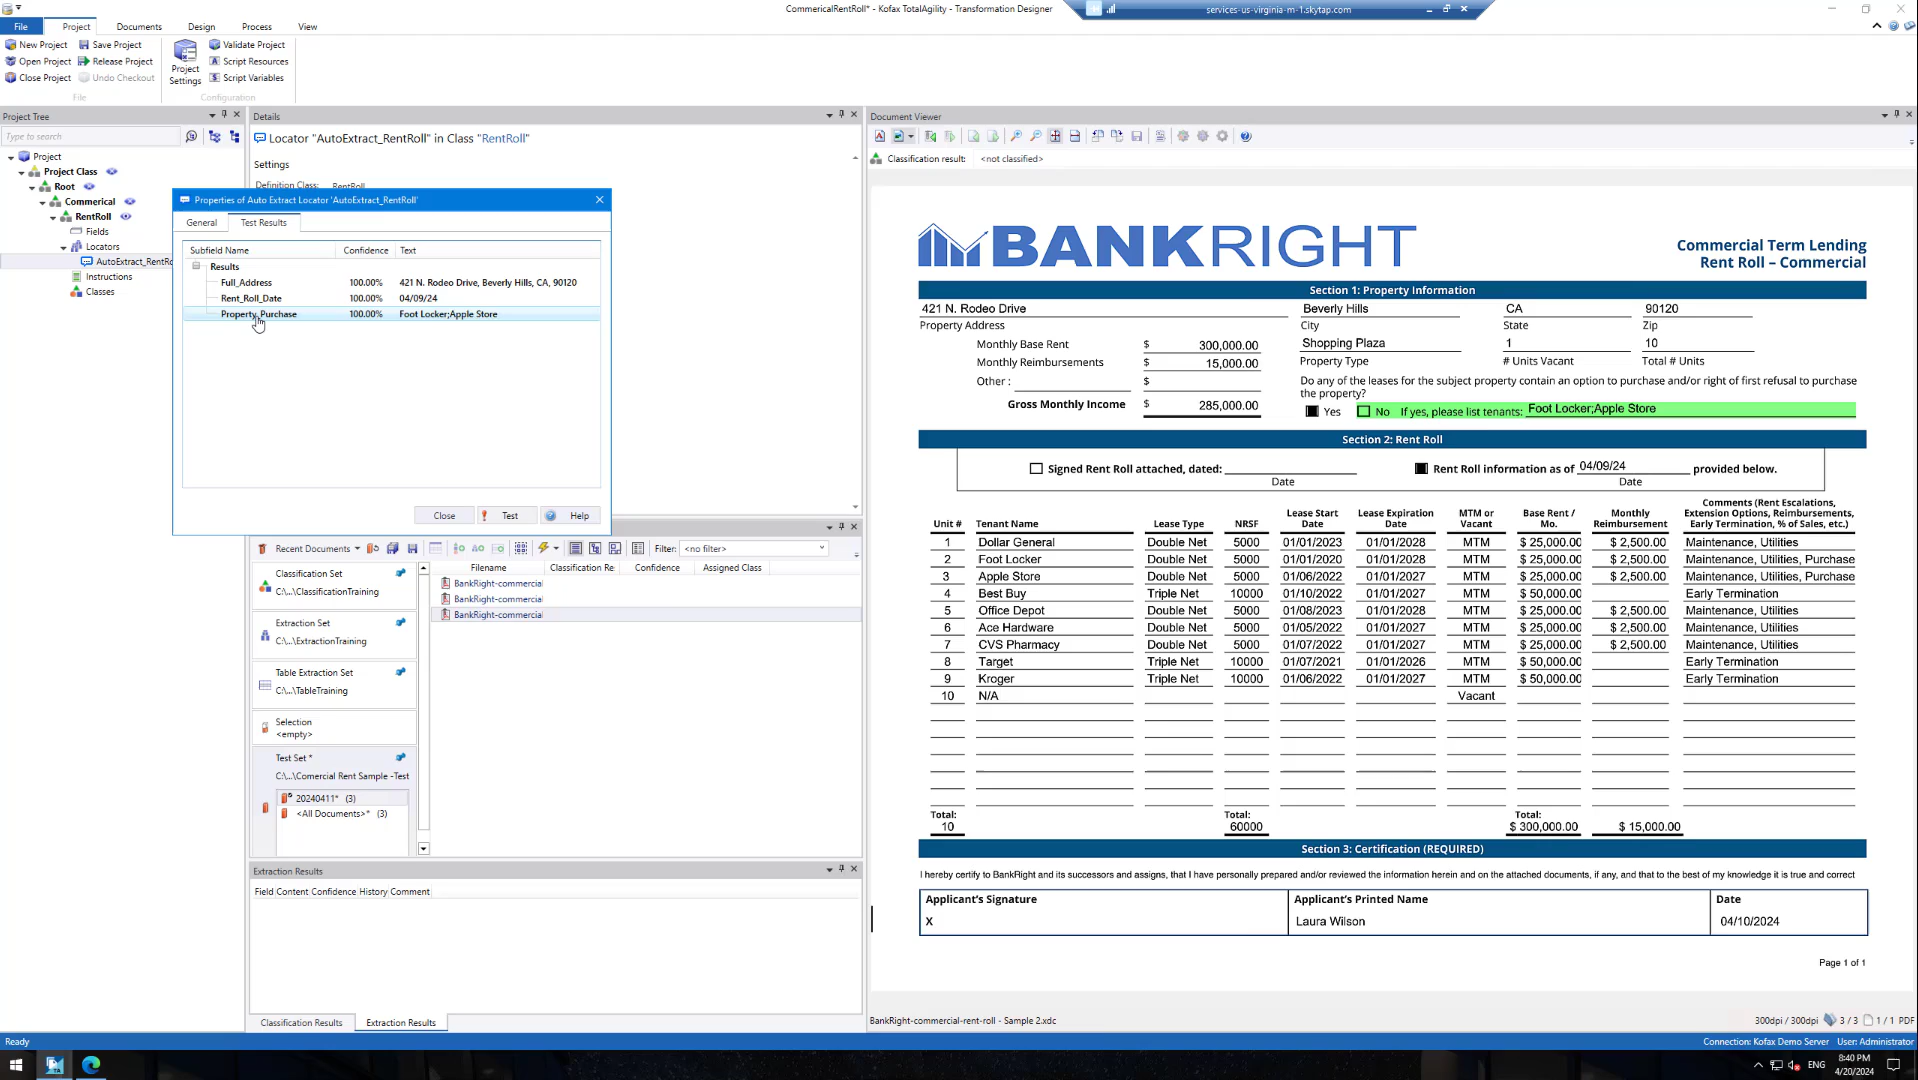 CommericalRentRoll* - Kofax TotalAgility - Transformation Designer
services-us-virginia-m-1.skytap.com
File Project Documents Design Process View
New Project Save Project
Open Project Release Project
Close Project Undo Checkout
Project Settings
Validate Project
Script Resources
Script Variables
File Configuration
Project Tree
Type to search
Project
Project Class
Root
Commerical
RentRoll
Fields
Locators
AutoExtract_RentRo
Instructions
Classes
Details
Locator "AutoExtract_RentRoll" in Class "RentRoll"
Settings
Definition Class: RentRoll
Properties of Auto Extract Locator 'AutoExtract_RentRoll'
General Test Results
Subfield Name Confidence Text
Results
Full_Address 100.00% 421 N. Rodeo Drive, Beverly Hills, CA, 90120
Rent_Roll_Date 100.00% 04/09/24
Property_Purchase 100.00% Foot Locker;Apple Store
Close Test Help
Recent Documents Filter: <no filter>
Classification Set
C:\...\ClassificationTraining
Extraction Set
C:\...\ExtractionTraining
Table Extraction Set
C:\...\TableTraining
Selection
<empty>
Test Set *
C:\...\Comercial Rent Sample -Test
20240411* (3)
<All Documents>* (3)
Filename Classification Re Confidence Assigned Class
BankRight-commercial
BankRight-commercial
BankRight-commercial
Extraction Results
Field Content Confidence History Comment
Classification Results Extraction Results
Document Viewer
Classification result: <not classified>
BANKRIGHT
Commercial Term Lending
Rent Roll – Commercial
Section 1: Property Information
421 N. Rodeo Drive Beverly Hills CA 90120
Property Address City State Zip
Monthly Base Rent $ 300,000.00 Shopping Plaza 1 10
Monthly Reimbursements $ 15,000.00 Property Type # Units Vacant Total # Units
Other : $
Do any of the leases for the subject property contain an option to purchase and/or right of first refusal to purchase
the property?
Gross Monthly Income $ 285,000.00
Yes No If yes, please list tenants: Foot Locker;Apple Store
Section 2: Rent Roll
Signed Rent Roll attached, dated: Rent Roll information as of 04/09/24 provided below.
Date Date
Unit # Tenant Name Lease Type NRSF Lease Start Date Lease Expiration Date MTM or Vacant Base Rent / Mo. Monthly Reimbursement Comments (Rent Escalations, Extension Options, Reimbursements, Early Termination, % of Sales, etc.)
1 Dollar General Double Net 5000 01/01/2023 01/01/2028 MTM $ 25,000.00 $ 2,500.00 Maintenance, Utilities
2 Foot Locker Double Net 5000 01/01/2020 01/01/2028 MTM $ 25,000.00 $ 2,500.00 Maintenance, Utilities, Purchase
3 Apple Store Double Net 5000 01/06/2022 01/01/2027 MTM $ 25,000.00 $ 2,500.00 Maintenance, Utilities, Purchase
4 Best Buy Triple Net 10000 01/10/2022 01/01/2027 MTM $ 50,000.00 Early Termination
5 Office Depot Double Net 5000 01/08/2023 01/01/2028 MTM $ 25,000.00 $ 2,500.00 Maintenance, Utilities
6 Ace Hardware Double Net 5000 01/05/2022 01/01/2027 MTM $ 25,000.00 $ 2,500.00 Maintenance, Utilities
7 CVS Pharmacy Double Net 5000 01/07/2022 01/01/2027 MTM $ 25,000.00 $ 2,500.00 Maintenance, Utilities
8 Target Triple Net 10000 01/07/2021 01/01/2026 MTM $ 50,000.00 Early Termination
9 Kroger Triple Net 10000 01/06/2022 01/01/2027 MTM $ 50,000.00 Early Termination
10 N/A Vacant
Total: Total: Total:
10 60000 $ 300,000.00 $ 15,000.00
Section 3: Certification (REQUIRED)
I hereby certify to BankRight and its successors and assigns, that I have personally prepared and/or reviewed the information herein and on the attached documents, if any, and that to the best of my knowledge it is true and correct
Applicant's Signature Applicant's Printed Name Date
X Laura Wilson 04/10/2024
Page 1 of 1
BankRight-commercial-rent-roll - Sample 2.xdc 300dpi / 300dpi 3 / 3 1 / 1 PDF
Ready Connection: Kofax Demo Server User: Administrator
ENG 8:40 PM
4/20/2024